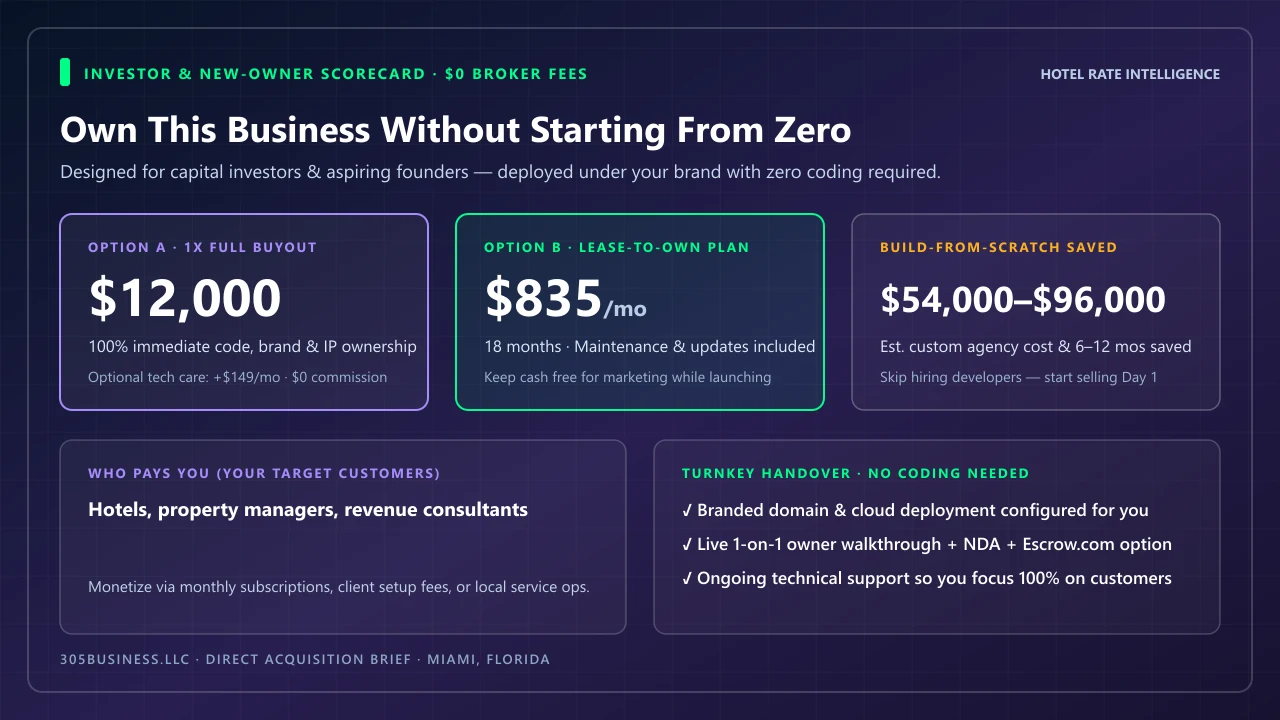 INVESTOR & NEW-OWNER SCORECARD · $0 BROKER FEES
HOTEL RATE INTELLIGENCE
Own This Business Without Starting From Zero
Designed for capital investors & aspiring founders — deployed under your brand with zero coding required.
OPTION A · 1X FULL BUYOUT
$12,000
100% immediate code, brand & IP ownership
Optional tech care: +$149/mo · $0 commission
OPTION B · LEASE-TO-OWN PLAN
$835/mo
18 months · Maintenance & updates included
Keep cash free for marketing while launching
BUILD-FROM-SCRATCH SAVED
$54,000–$96,000
Est. custom agency cost & 6–12 mos saved
Skip hiring developers — start selling Day 1
WHO PAYS YOU (YOUR TARGET CUSTOMERS)
Hotels, property managers, revenue consultants
Monetize via monthly subscriptions, client setup fees, or local service ops.
TURNKEY HANDOVER · NO CODING NEEDED
✓ Branded domain & cloud deployment configured for you
✓ Live 1-on-1 owner walkthrough + NDA + Escrow.com option
✓ Ongoing technical support so you focus 100% on customers
305BUSINESS.LLC · DIRECT ACQUISITION BRIEF · MIAMI, FLORIDA